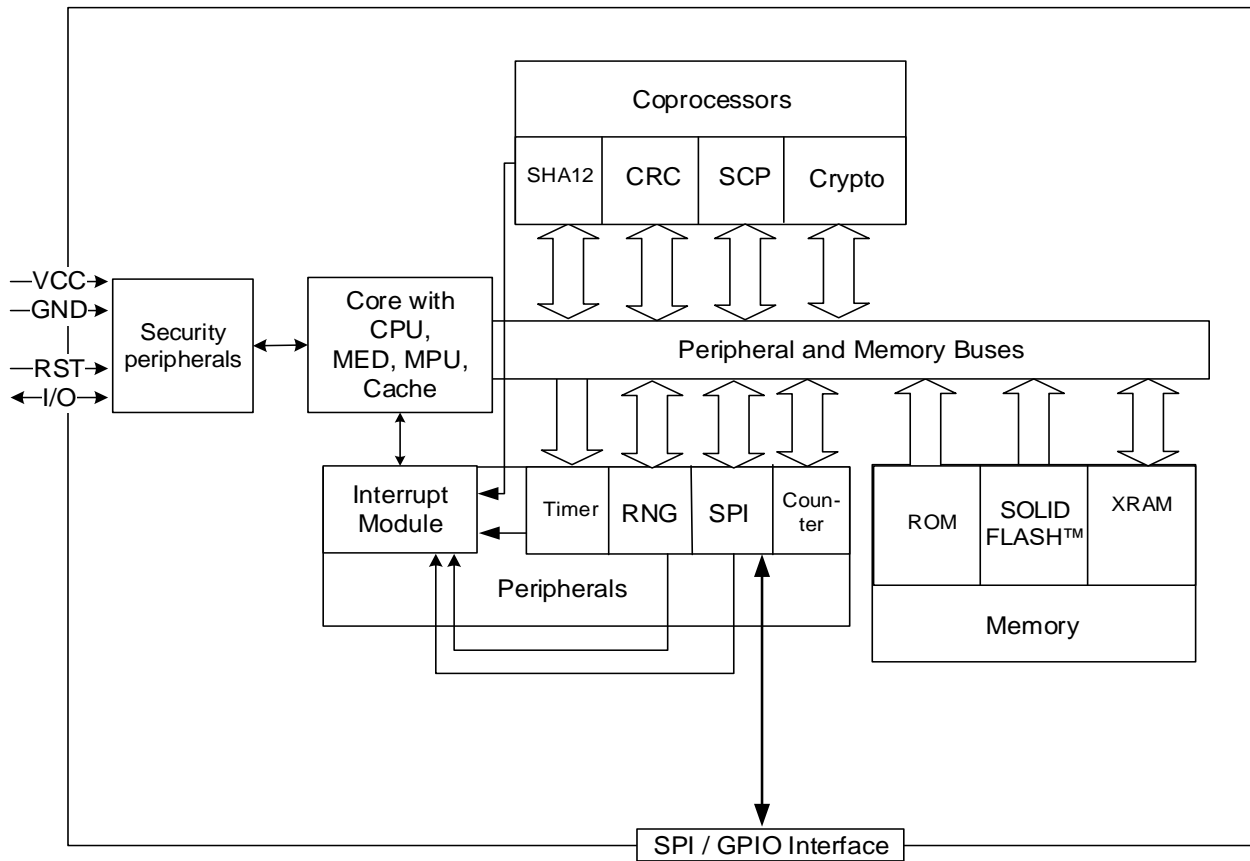 Coprocessors
SHA12
CRC
SCP
Crypto
VCC
GND
RST
I/O
Security
peripherals
Core with
CPU,
MED, MPU,
Cache
Peripheral and Memory Buses
Interrupt
Module
Timer
RNG
SPI
Coun-
ter
Peripherals
ROM
SOLID
FLASH™
XRAM
Memory
SPI / GPIO Interface